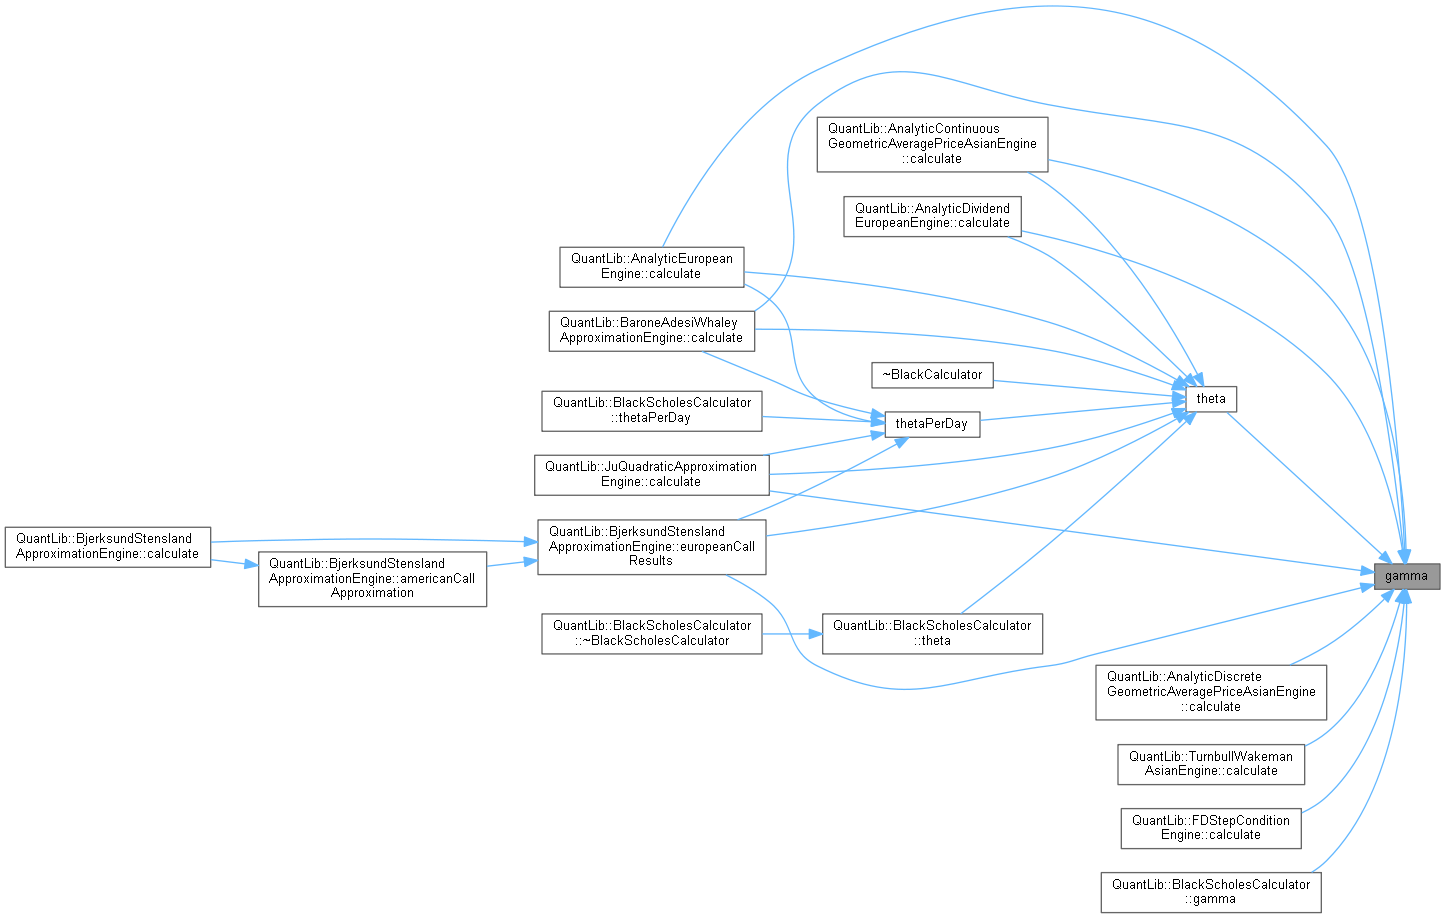 QuantLib::AnalyticContinuous
GeometricAveragePriceAsianEngine
::calculate
QuantLib::AnalyticDividend
EuropeanEngine::calculate
QuantLib::AnalyticEuropean
Engine::calculate
QuantLib::BaroneAdesiWhaley
ApproximationEngine::calculate
~BlackCalculator
theta
QuantLib::BlackScholesCalculator
::thetaPerDay
thetaPerDay
QuantLib::JuQuadraticApproximation
Engine::calculate
QuantLib::BjerksundStensland
ApproximationEngine::calculate
QuantLib::BjerksundStensland
ApproximationEngine::americanCall
Approximation
QuantLib::BjerksundStensland
ApproximationEngine::europeanCall
Results
gamma
QuantLib::BlackScholesCalculator
::~BlackScholesCalculator
QuantLib::BlackScholesCalculator
::theta
QuantLib::AnalyticDiscrete
GeometricAveragePriceAsianEngine
::calculate
QuantLib::TurnbullWakeman
AsianEngine::calculate
QuantLib::FDStepCondition
Engine::calculate
QuantLib::BlackScholesCalculator
::gamma